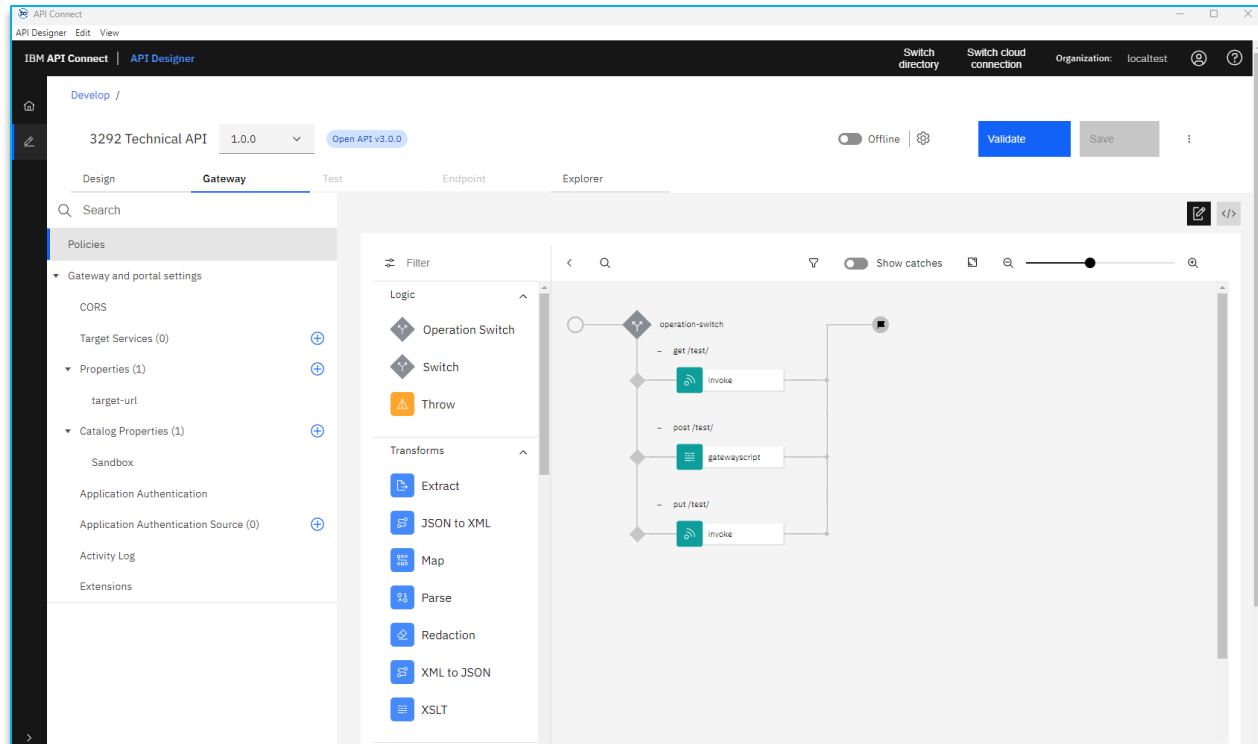 API Connect
API Designer Edit View
IBM API Connect | API Designer
Switch directory
Switch cloud connection
Organization: localtest
Develop /
3292 Technical API
1.0.0
Open API v3.0.0
Offline
Validate
Save
Design
Gateway
Test
Endpoint
Explorer
Search
Policies
Gateway and portal settings
CORS
Target Services (0)
Properties (1)
target-url
Catalog Properties (1)
Sandbox
Application Authentication
Application Authentication Source (0)
Activity Log
Extensions
Filter
Logic
Operation Switch
Switch
Throw
Transforms
Extract
JSON to XML
Map
Parse
Redaction
XML to JSON
XSLT
Show catches
operation-switch
– get /test/
invoke
– post /test/
gatewayscript
– put /test/
invoke